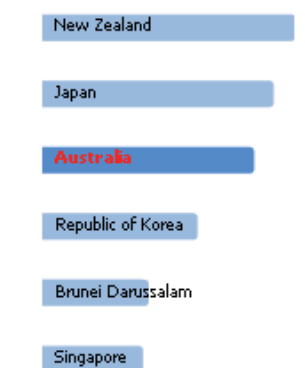 New Zealand
Japan
Australia
Republic of Korea
Brunei Darussalam
Singapore